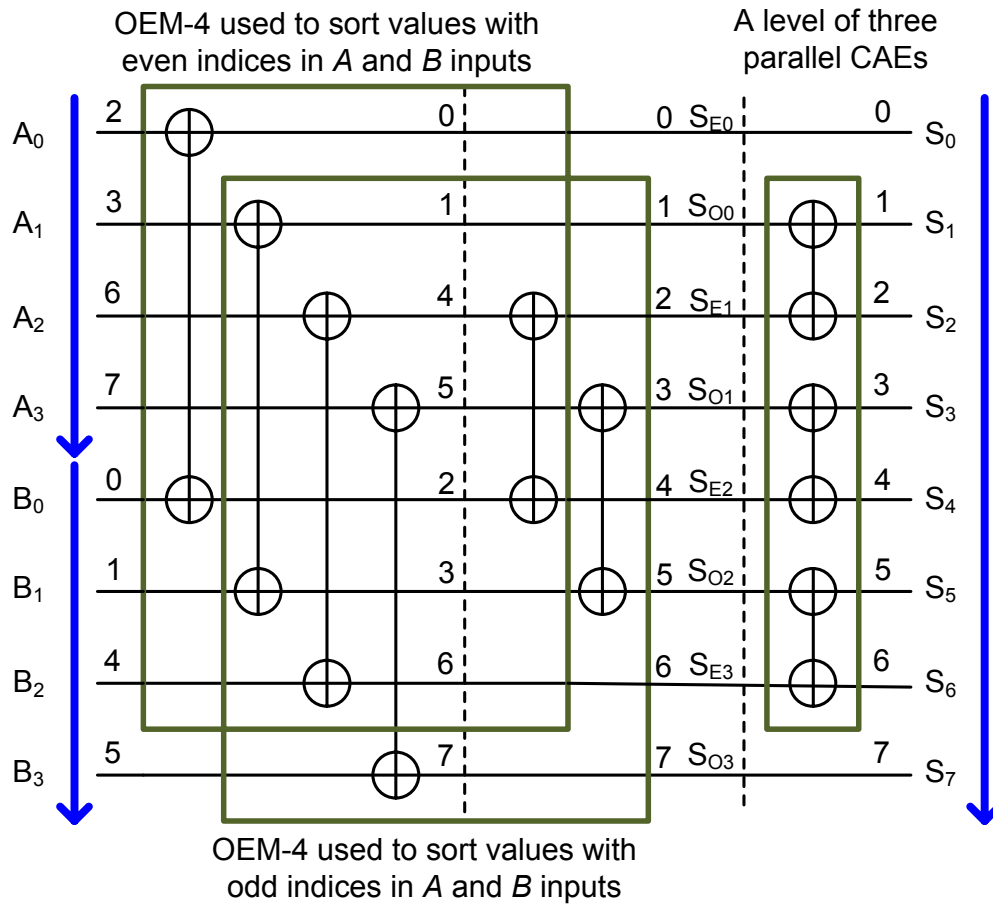 OEM-4 used to sort values with
even indices in A and B inputs
A level of three
parallel CAEs
A0 2 0 0 SE0 0 S0
A1 3 1 1 SO0 1 S1
A2 6 4 2 SE1 2 S2
A3 7 5 3 SO1 3 S3
B0 0 2 4 SE2 4 S4
B1 1 3 5 SO2 5 S5
B2 4 6 6 SE3 6 S6
B3 5 7 7 SO3 7 S7
OEM-4 used to sort values with
odd indices in A and B inputs